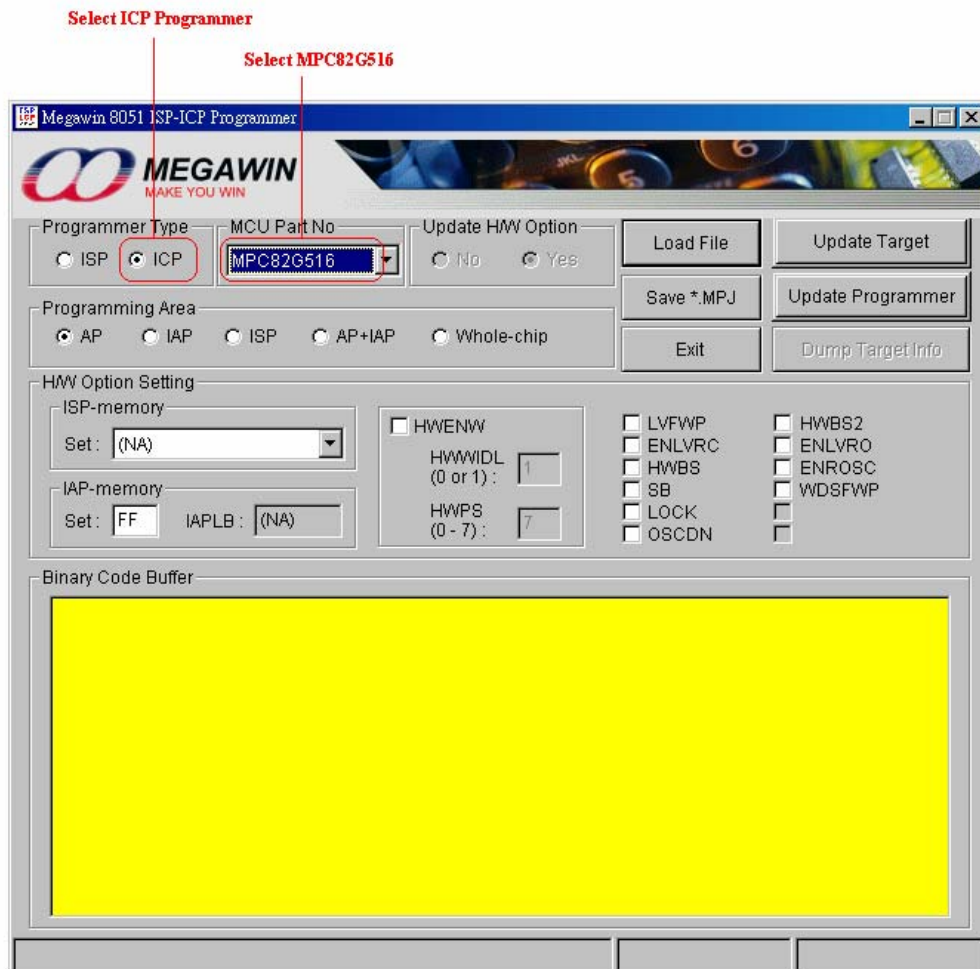 Select ICP Programmer
Select MPC82G516
Megawin 8051 ISP-ICP Programmer
MEGAWIN
MAKE YOU WIN
JKL
5
6
Programmer Type
ISP
ICP
MCU Part No
MPC82G516
Update H/W Option
No
Yes
Load File
Update Target
Save *.MPJ
Update Programmer
Exit
Dump Target Info
Programming Area
AP
IAP
ISP
AP+IAP
Whole-chip
H/W Option Setting
ISP-memory
Set : (NA)
IAP-memory
Set : FF IAPLB : (NA)
HWENW
HWWIDL
(0 or 1) : 1
HWPS
(0 - 7) : 7
LVFWP
ENLVRC
HWBS
SB
LOCK
OSCDN
HWBS2
ENLVRO
ENROSC
WDSFWP
Binary Code Buffer